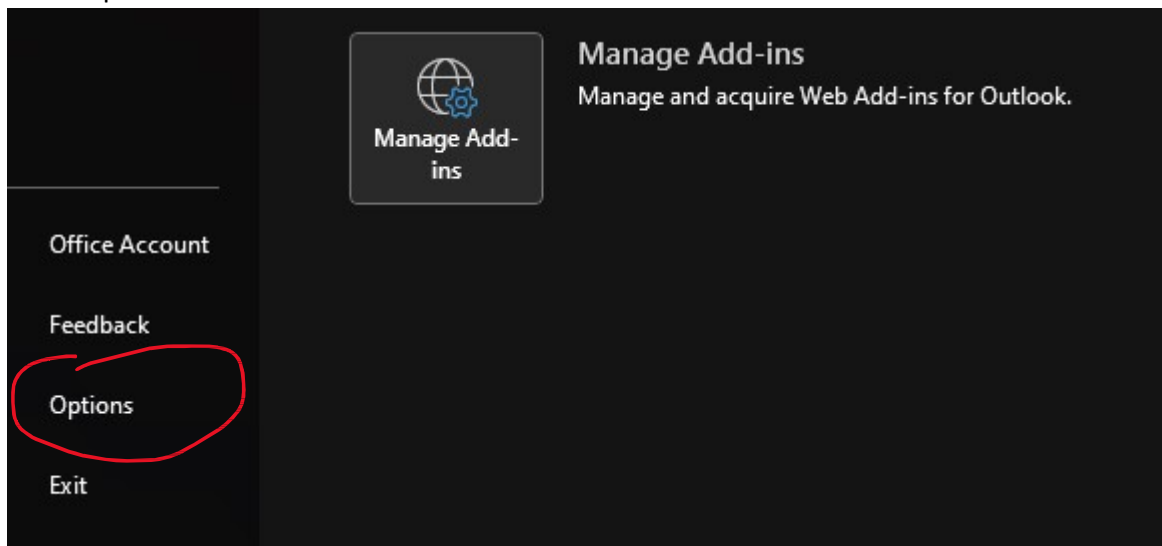 Manage Add-
ins
Manage Add-ins
Manage and acquire Web Add-ins for Outlook.
Office Account
Feedback
Options
Exit